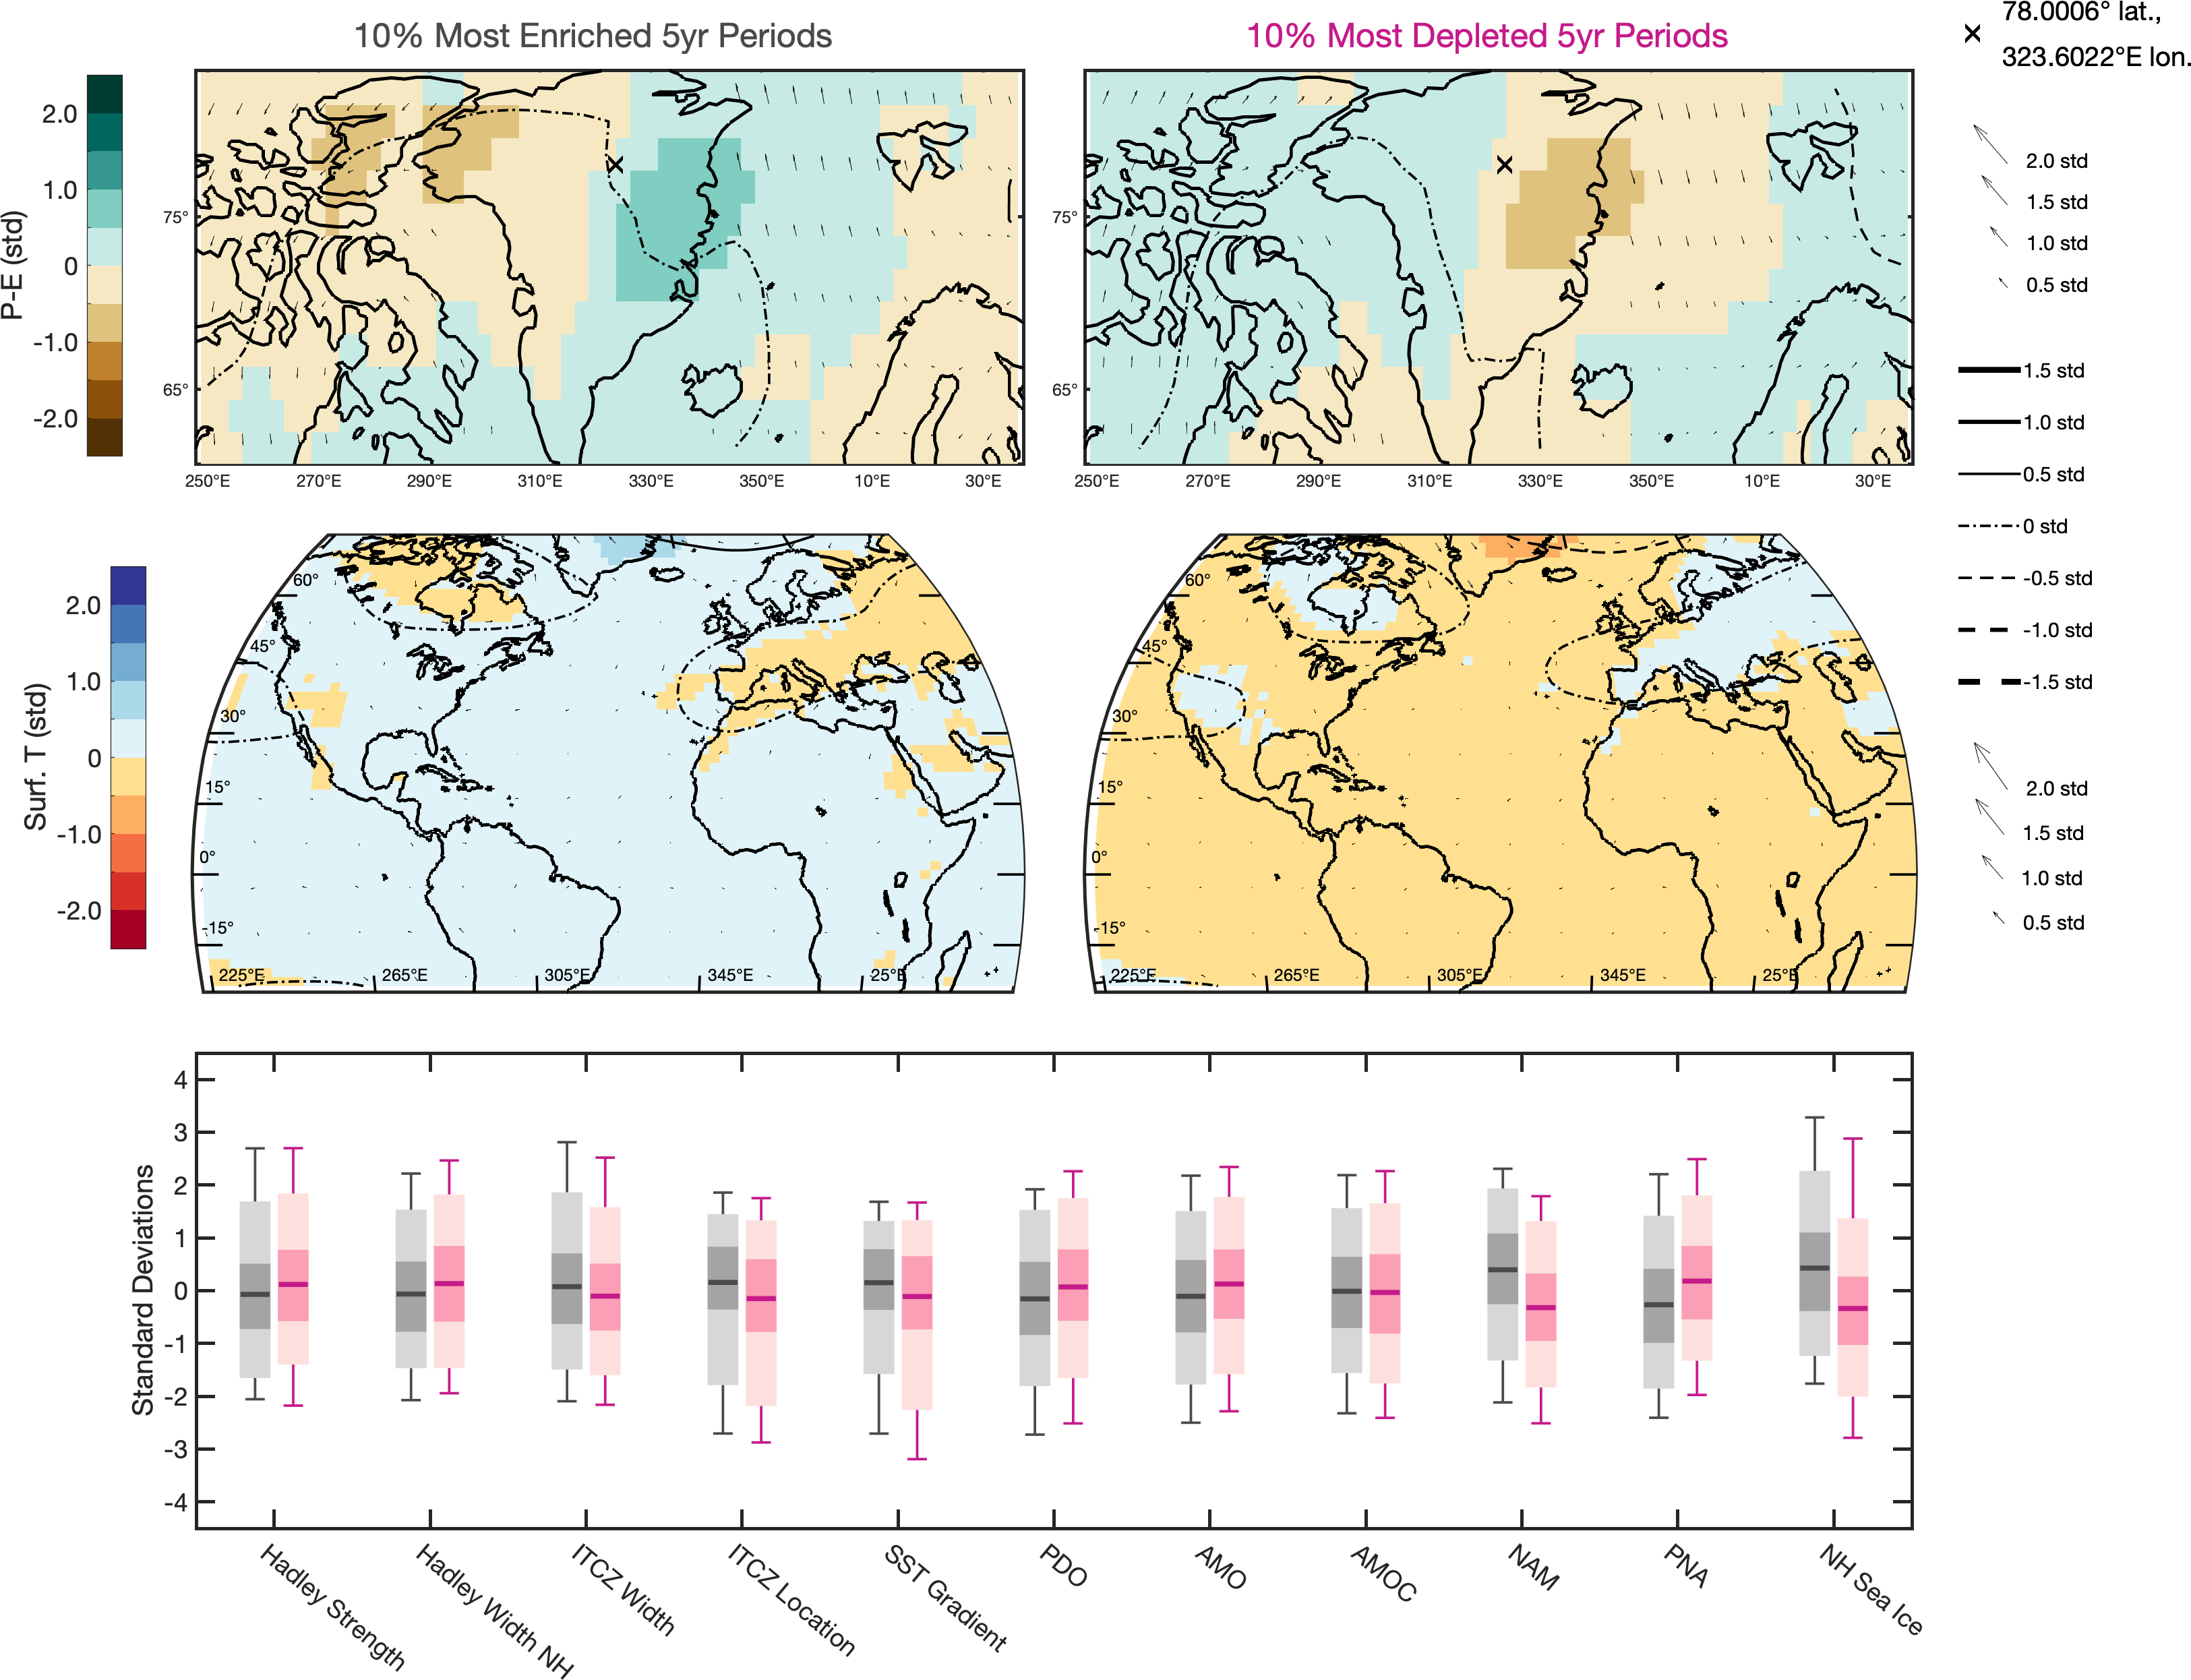 10% Most Enriched 5yr Periods
10% Most Depleted 5yr Periods
78.0006° lat.,
323.6022°E lon.
P-E (std)
2.0
1.0
0
-1.0
-2.0
75°
65°
250°E 270°E 290°E 310°E 330°E 350°E 10°E 30°E
75°
65°
250°E 270°E 290°E 310°E 330°E 350°E 10°E 30°E
2.0 std
1.5 std
1.0 std
0.5 std
1.5 std
1.0 std
0.5 std
0 std
-0.5 std
-1.0 std
-1.5 std
2.0 std
1.5 std
1.0 std
0.5 std
Surf. T (std)
2.0
1.0
0
-1.0
-2.0
60°
45°
30°
15°
0°
-15°
225°E 265°E 305°E 345°E 25°E
60°
45°
30°
15°
0°
-15°
225°E 265°E 305°E 345°E 25°E
Standard Deviations
4
3
2
1
0
-1
-2
-3
-4
Hadley Strength
Hadley Width NH
ITCZ Width
ITCZ Location
SST Gradient
PDO
AMO
AMOC
NAM
PNA
NH Sea Ice